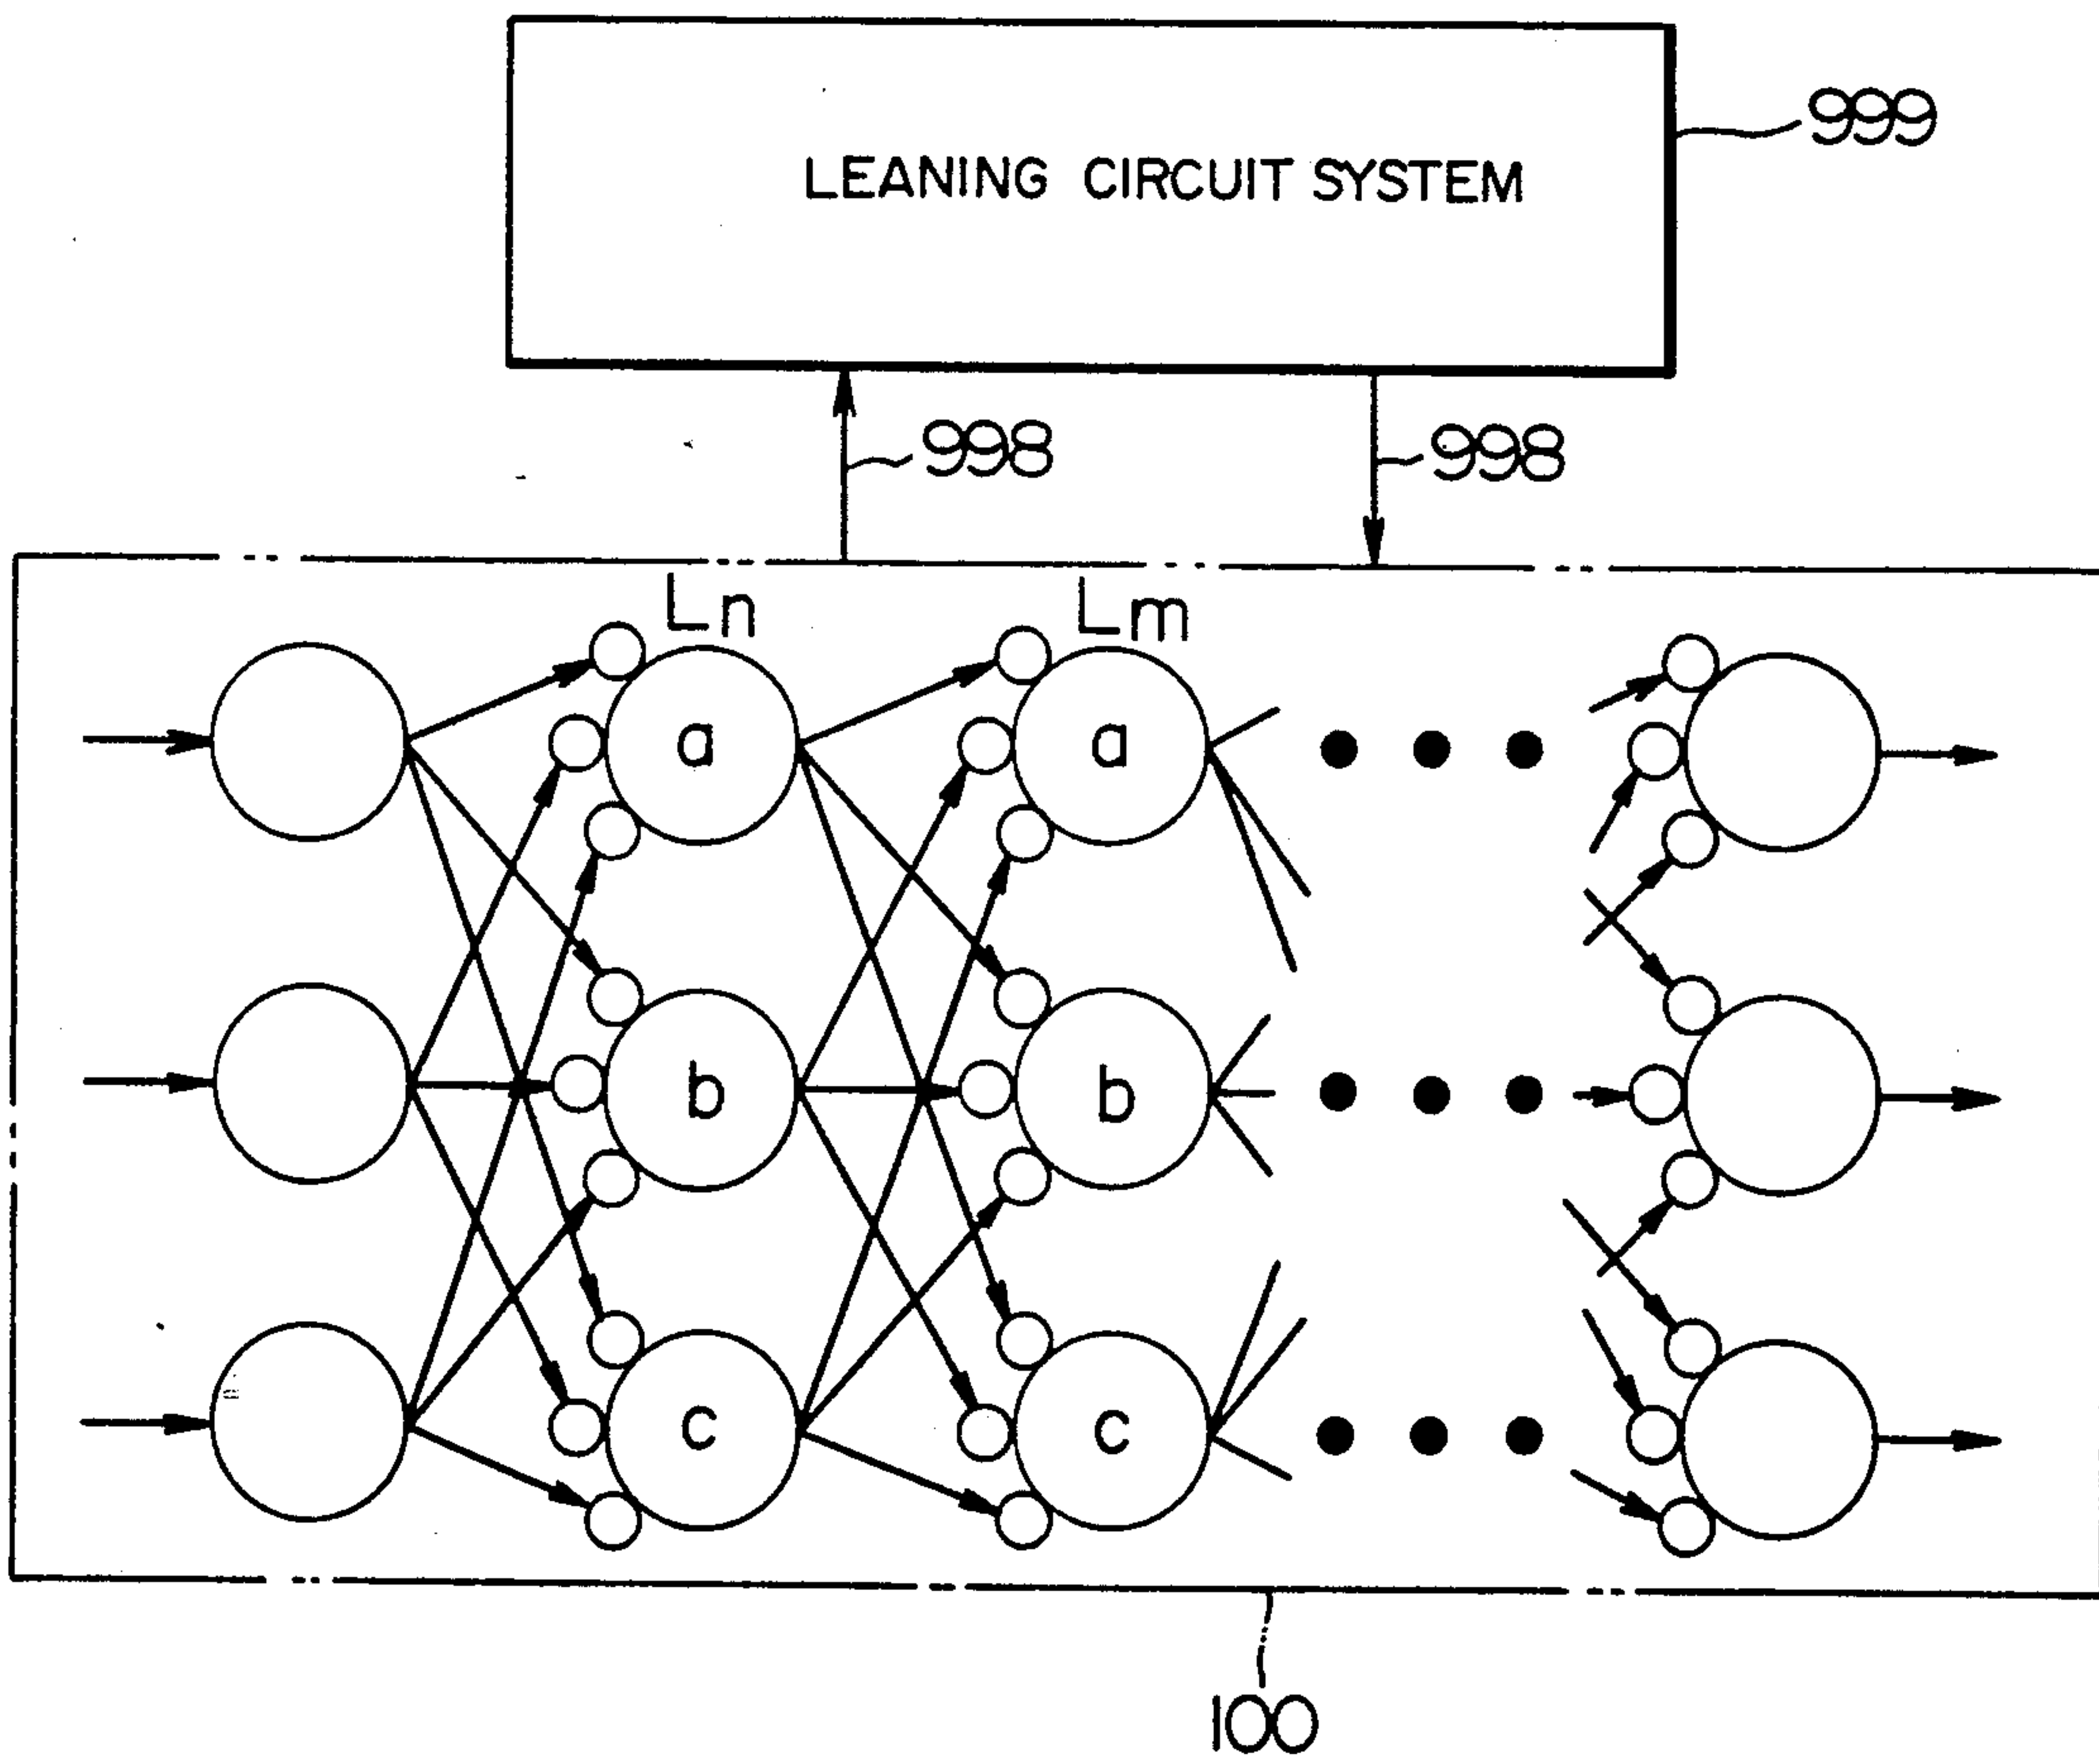 LEANING CIRCUIT SYSTEM
999
998
998
Ln
Lm
a
a
b
b
c
c
100